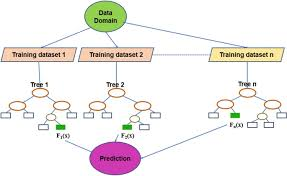 Data
Domain
Training dataset 1
Training dataset 2
Training dataset n
Tree 1
Tree 2
Tree n
F₁(x)
F₂(x)
Fₙ(x)
Prediction